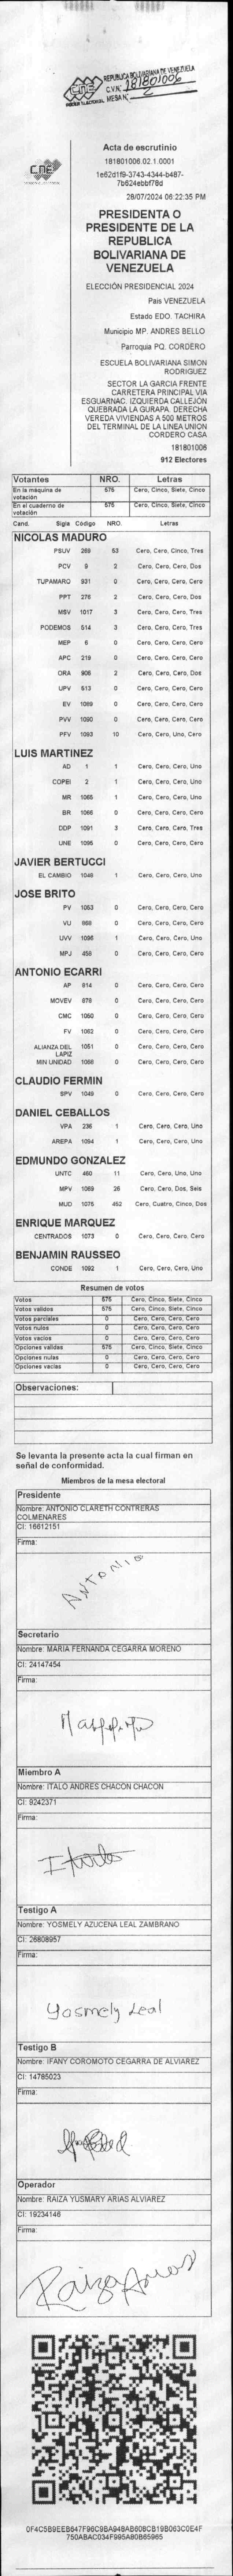 REPUBLICA BOLIVARIANA DE VENEZUELA
C.V.N°: 181801006
MESA N°: 2
CNE
PODER ELECTORAL
CNE
Acta de escrutinio
181801006.02.1.0001
1e62d1f9-3743-4344-b487-
7b624ebbf78d
28/07/2024 06:22:35 PM
PRESIDENTA O
PRESIDENTE DE LA
REPUBLICA
BOLIVARIANA DE
VENEZUELA
ELECCIÓN PRESIDENCIAL 2024
Pais VENEZUELA
Estado EDO. TACHIRA
Municipio MP. ANDRES BELLO
Parroquia PQ. CORDERO
ESCUELA BOLIVARIANA SIMON
RODRIGUEZ
SECTOR LA GARCIA FRENTE
CARRETERA PRINCIPAL VIA
ESGUARNAC. IZQUIERDA CALLEJÓN
QUEBRADA LA GURAPA. DERECHA
VEREDA VIVIENDAS A 500 METROS
DEL TERMINAL DE LA LINEA UNION
CORDERO CASA
181801006
912 Electores
Votantes NRO. Letras
En la máquina de votación 575 Cero, Cinco, Siete, Cinco
En el cuaderno de votación 575 Cero, Cinco, Siete, Cinco
Cand. Sigla Código NRO. Letras
NICOLAS MADURO
PSUV 269 53 Cero, Cero, Cinco, Tres
PCV 9 2 Cero, Cero, Cero, Dos
TUPAMARO 931 0 Cero, Cero, Cero, Cero
PPT 276 2 Cero, Cero, Cero, Dos
MSV 1017 3 Cero, Cero, Cero, Tres
PODEMOS 514 3 Cero, Cero, Cero, Tres
MEP 6 0 Cero, Cero, Cero, Cero
APC 219 0 Cero, Cero, Cero, Cero
ORA 906 2 Cero, Cero, Cero, Dos
UPV 513 0 Cero, Cero, Cero, Cero
EV 1089 0 Cero, Cero, Cero, Cero
PVV 1090 0 Cero, Cero, Cero, Cero
PFV 1093 10 Cero, Cero, Uno, Cero
LUIS MARTINEZ
AD 1 1 Cero, Cero, Cero, Uno
COPEI 2 1 Cero, Cero, Cero, Uno
MR 1065 1 Cero, Cero, Cero, Uno
BR 1066 0 Cero, Cero, Cero, Cero
DDP 1091 3 Cero, Cero, Cero, Tres
UNE 1095 0 Cero, Cero, Cero, Cero
JAVIER BERTUCCI
EL CAMBIO 1048 1 Cero, Cero, Cero, Uno
JOSE BRITO
PV 1053 0 Cero, Cero, Cero, Cero
VU 868 0 Cero, Cero, Cero, Cero
UVV 1096 1 Cero, Cero, Cero, Uno
MPJ 458 0 Cero, Cero, Cero, Cero
ANTONIO ECARRI
AP 814 0 Cero, Cero, Cero, Cero
MOVEV 878 0 Cero, Cero, Cero, Cero
CMC 1050 0 Cero, Cero, Cero, Cero
FV 1062 0 Cero, Cero, Cero, Cero
ALIANZA DEL LAPIZ 1051 0 Cero, Cero, Cero, Cero
MIN UNIDAD 1068 0 Cero, Cero, Cero, Cero
CLAUDIO FERMIN
SPV 1049 0 Cero, Cero, Cero, Cero
DANIEL CEBALLOS
VPA 236 1 Cero, Cero, Cero, Uno
AREPA 1094 1 Cero, Cero, Cero, Uno
EDMUNDO GONZALEZ
UNTC 460 11 Cero, Cero, Uno, Uno
MPV 1069 26 Cero, Cero, Dos, Seis
MUD 1075 452 Cero, Cuatro, Cinco, Dos
ENRIQUE MARQUEZ
CENTRADOS 1073 0 Cero, Cero, Cero, Cero
BENJAMIN RAUSSEO
CONDE 1092 1 Cero, Cero, Cero, Uno
Resumen de votos
Votos 575 Cero, Cinco, Siete, Cinco
Votos validos 575 Cero, Cinco, Siete, Cinco
Votos parciales 0 Cero, Cero, Cero, Cero
Votos nulos 0 Cero, Cero, Cero, Cero
Votos vacios 0 Cero, Cero, Cero, Cero
Opciones validas 575 Cero, Cinco, Siete, Cinco
Opciones nulas 0 Cero, Cero, Cero, Cero
Opciones vacias 0 Cero, Cero, Cero, Cero
Observaciones:
Se levanta la presente acta la cual firman en
señal de conformidad.
Miembros de la mesa electoral
Presidente
Nombre: ANTONIO CLARETH CONTRERAS
COLMENARES
CI: 16612151
Firma:
ANTONIO
Secretario
Nombre: MARIA FERNANDA CEGARRA MORENO
CI: 24147454
Firma:
Miembro A
Nombre: ITALO ANDRES CHACON CHACON
CI: 9242371
Firma:
Testigo A
Nombre: YOSMELY AZUCENA LEAL ZAMBRANO
CI: 26808957
Firma:
Yosmely Leal
Testigo B
Nombre: IFANY COROMOTO CEGARRA DE ALVIAREZ
CI: 14785023
Firma:
Operador
Nombre: RAIZA YUSMARY ARIAS ALVIAREZ
CI: 19234146
Firma:
Raiza Arias
0F4C5B9EEB647F96C9BA948AB608CB19B063C0E4F
750ABAC034F995A80B65965